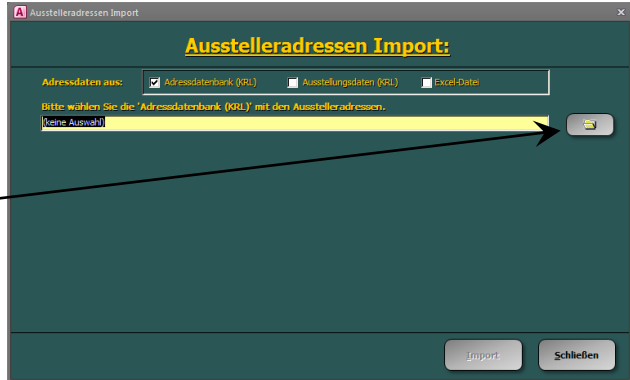 Ausstelleradressen Import
Ausstelleradressen Import:
Adressdaten aus: Adressdatenbank (KRL) Ausstellungsdaten (KRL) Excel-Datei
Bitte wählen Sie die 'Adressdatenbank (KRL)' mit den Ausstelleradressen.
(keine Auswahl)
Import Schließen